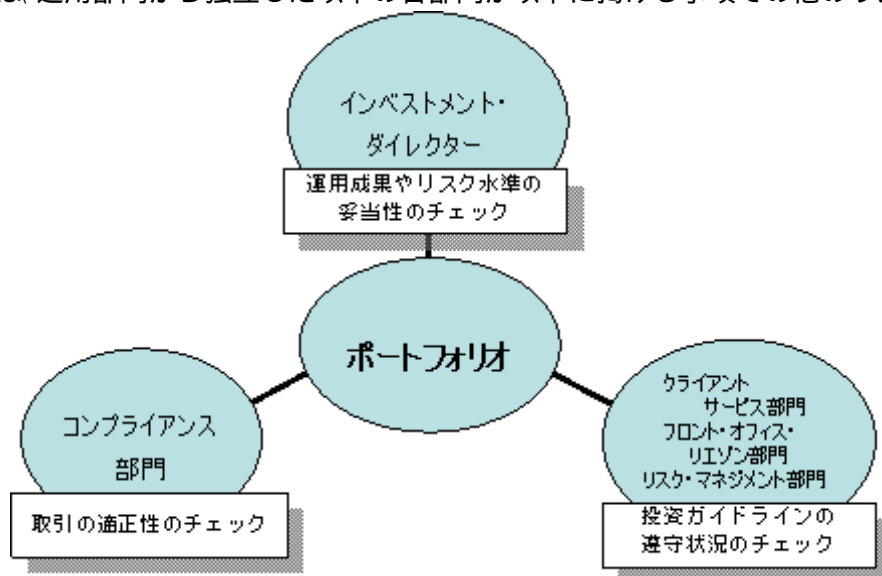 運用部門から独立した以下の各部門が以下に掲げる事項その他のリ
インベストメント・
ダイレクター
運用成果やリスク水準の
妥当性のチェック
ポートフォリオ
コンプライアンス
部門
取引の適正性のチェック
クライアント
サービス部門
フロント・オフィス・
リエゾン部門
リスク・マネジメント部門
投資ガイドラインの
遵守状況のチェック